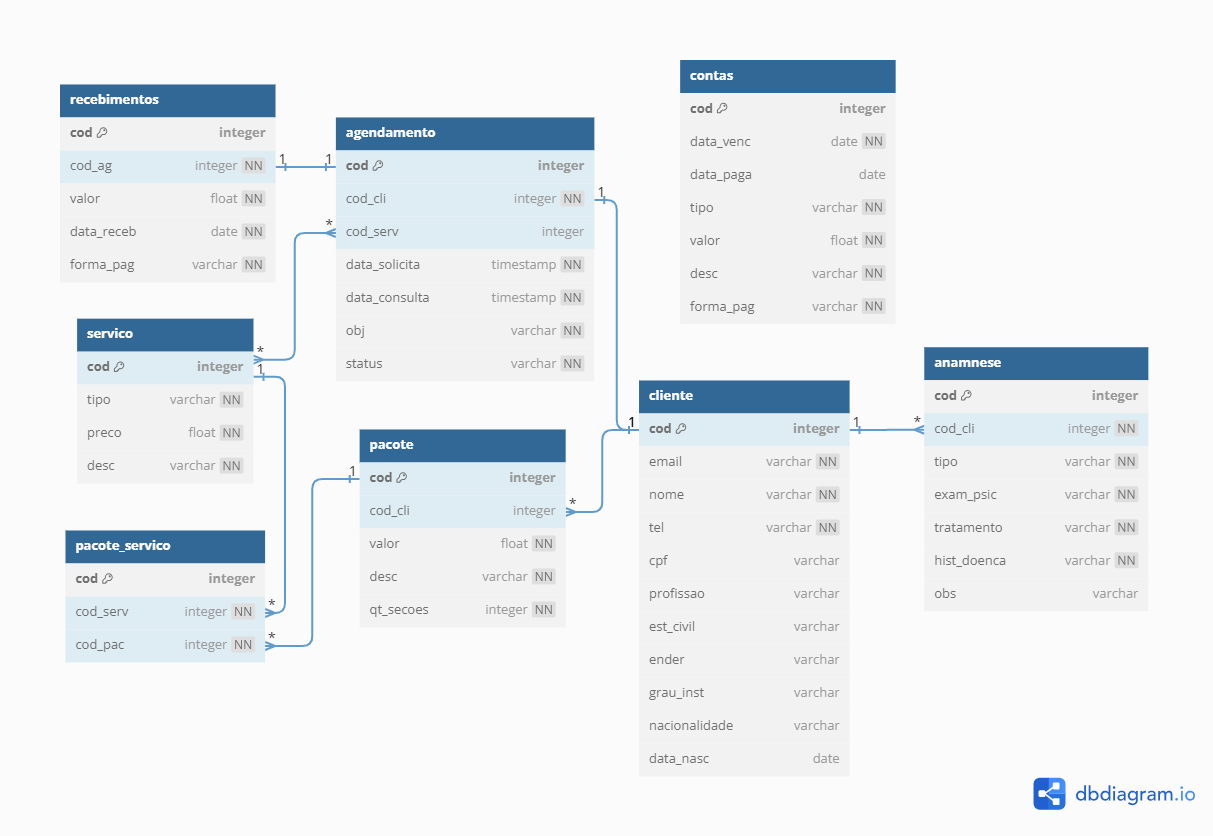 recebimentos
cod integer
cod_ag integer NN
valor float NN
data_receb date NN
forma_pag varchar NN
1 1
agendamento
cod integer
cod_cli integer NN
cod_serv integer
data_solicita timestamp NN
data_consulta timestamp NN
obj varchar NN
status varchar NN
1
*
contas
cod integer
data_venc date NN
data_paga date
tipo varchar NN
valor float NN
desc varchar NN
forma_pag varchar NN
servico
cod integer
tipo varchar NN
preco float NN
desc varchar NN
*
1
pacote
cod integer
cod_cli integer
valor float NN
desc varchar NN
qt_secoes integer NN
1
*
pacote_servico
cod integer
cod_serv integer NN
cod_pac integer NN
*
*
cliente
cod integer
email varchar NN
nome varchar NN
tel varchar NN
cpf varchar
profissao varchar
est_civil varchar
ender varchar
grau_inst varchar
nacionalidade varchar
data_nasc date
1
1 *
anamnese
cod integer
cod_cli integer NN
tipo varchar NN
exam_psic varchar NN
tratamento varchar NN
hist_doenca varchar NN
obs varchar
dbdiagram.io